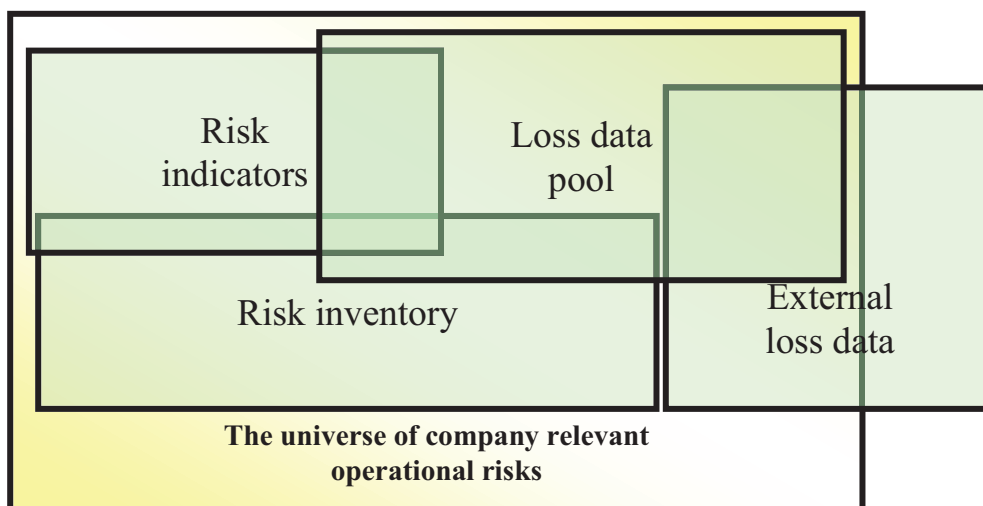 Risk
indicators
Loss data
pool
Risk inventory
External
loss data
The universe of company relevant
operational risks